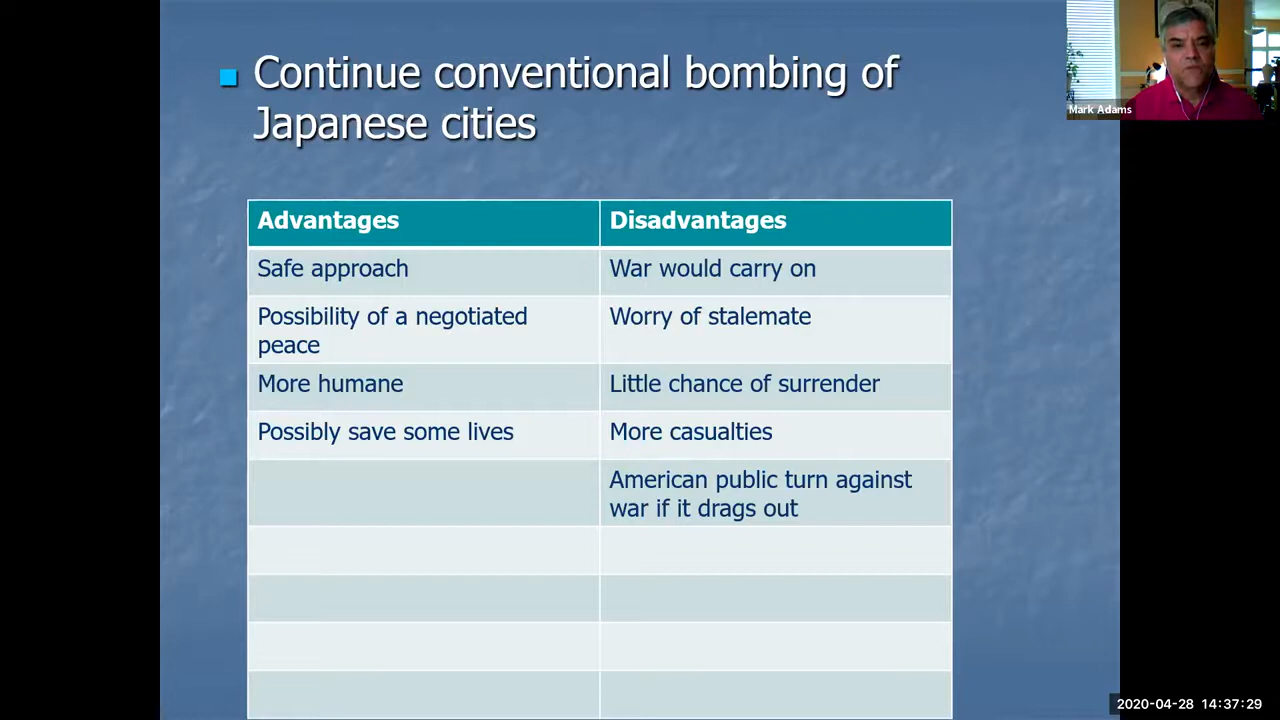 Continue conventional bombing of
Japanese cities
Mark Adams
Advantages
Disadvantages
Safe approach
War would carry on
Possibility of a negotiated
peace
Worry of stalemate
More humane
Little chance of surrender
Possibly save some lives
More casualties
American public turn against
war if it drags out
2020-04-28 14:37:29